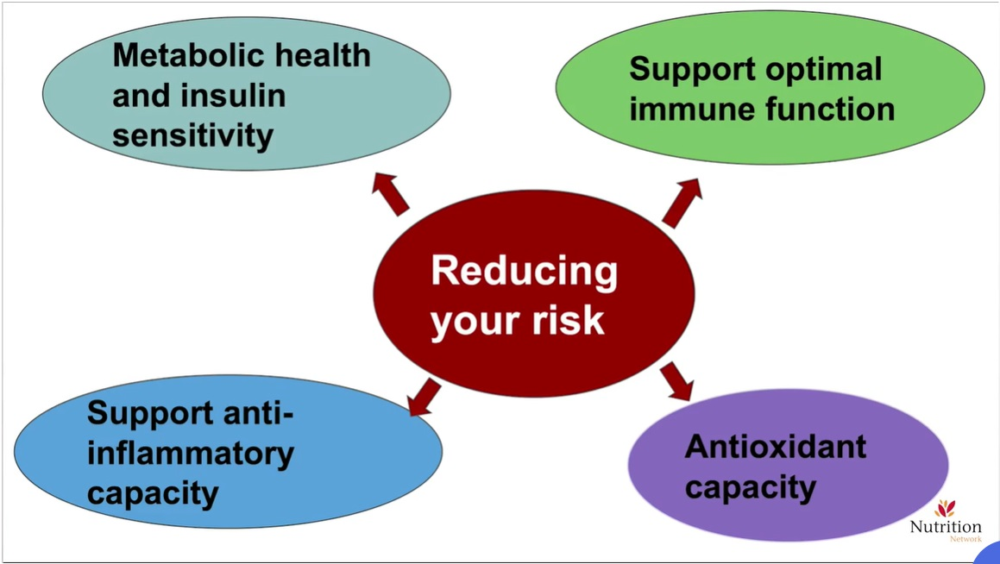 Metabolic health
and insulin
sensitivity
Support optimal
immune function
Reducing
your risk
Support anti-
inflammatory
capacity
Antioxidant
capacity
Nutrition
Network